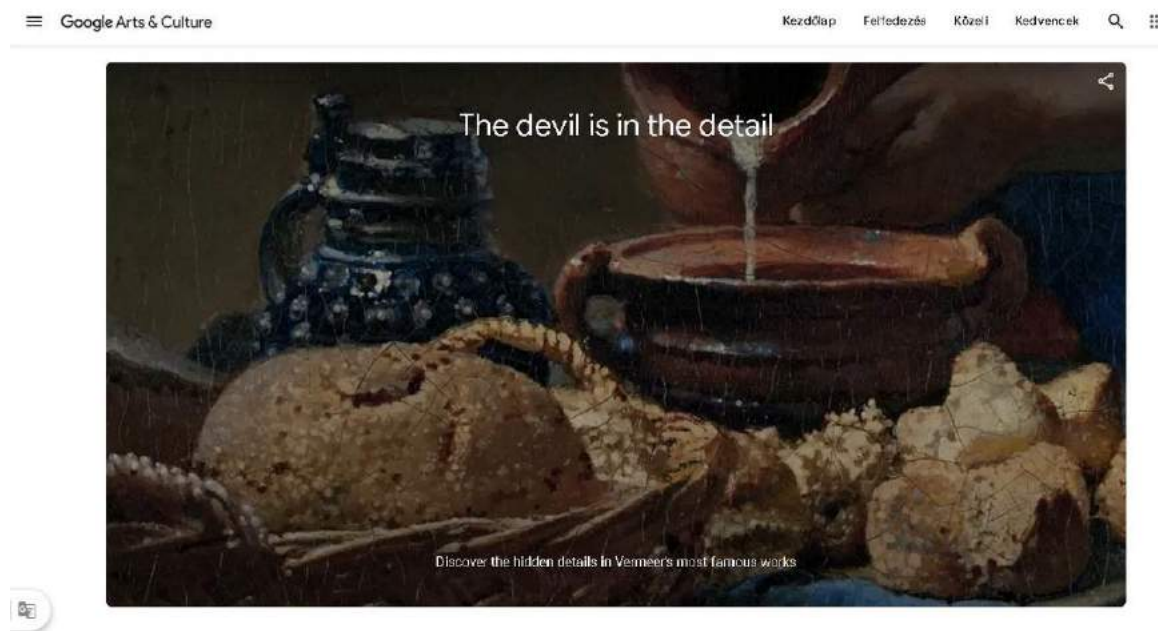 Google Arts & Culture
Kezdőlap Felfedezés Közeli Kedvencek
The devil is in the detail
Discover the hidden details in Vermeer's most famous works